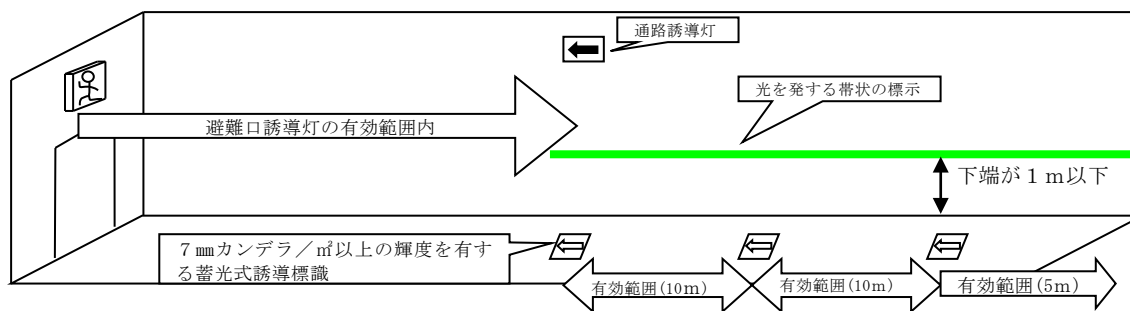 通路誘導灯
光を発する帯状の標示
避難口誘導灯の有効範囲内
下端が１ｍ以下
７㎜カンデラ／㎡以上の輝度を有す
る蓄光式誘導標識
有効範囲(10ｍ)
有効範囲(10ｍ)
有効範囲(5ｍ)